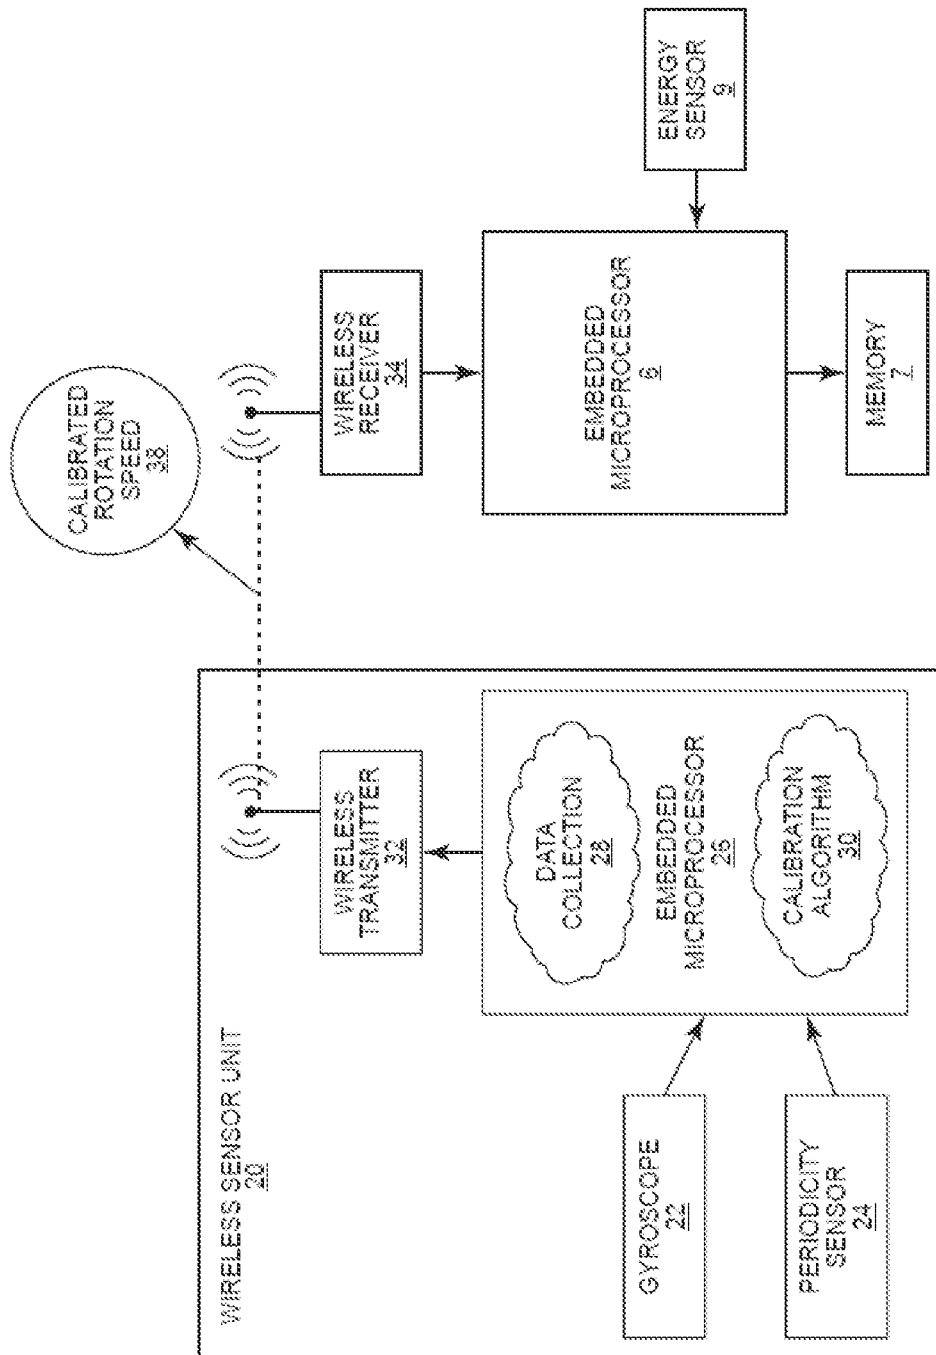 WIRELESS SENSOR UNIT
20
GYROSCOPE
22
PERIODICITY
SENSOR
24
WIRELESS
TRANSMITTER
32
DATA
COLLECTION
28
EMBEDDED
MICROPROCESSOR
26
CALIBRATION
ALGORITHM
30
CALIBRATED
ROTATION
SPEED
38
WIRELESS
RECEIVER
34
EMBEDDED
MICROPROCESSOR
6
MEMORY
7
ENERGY
SENSOR
9